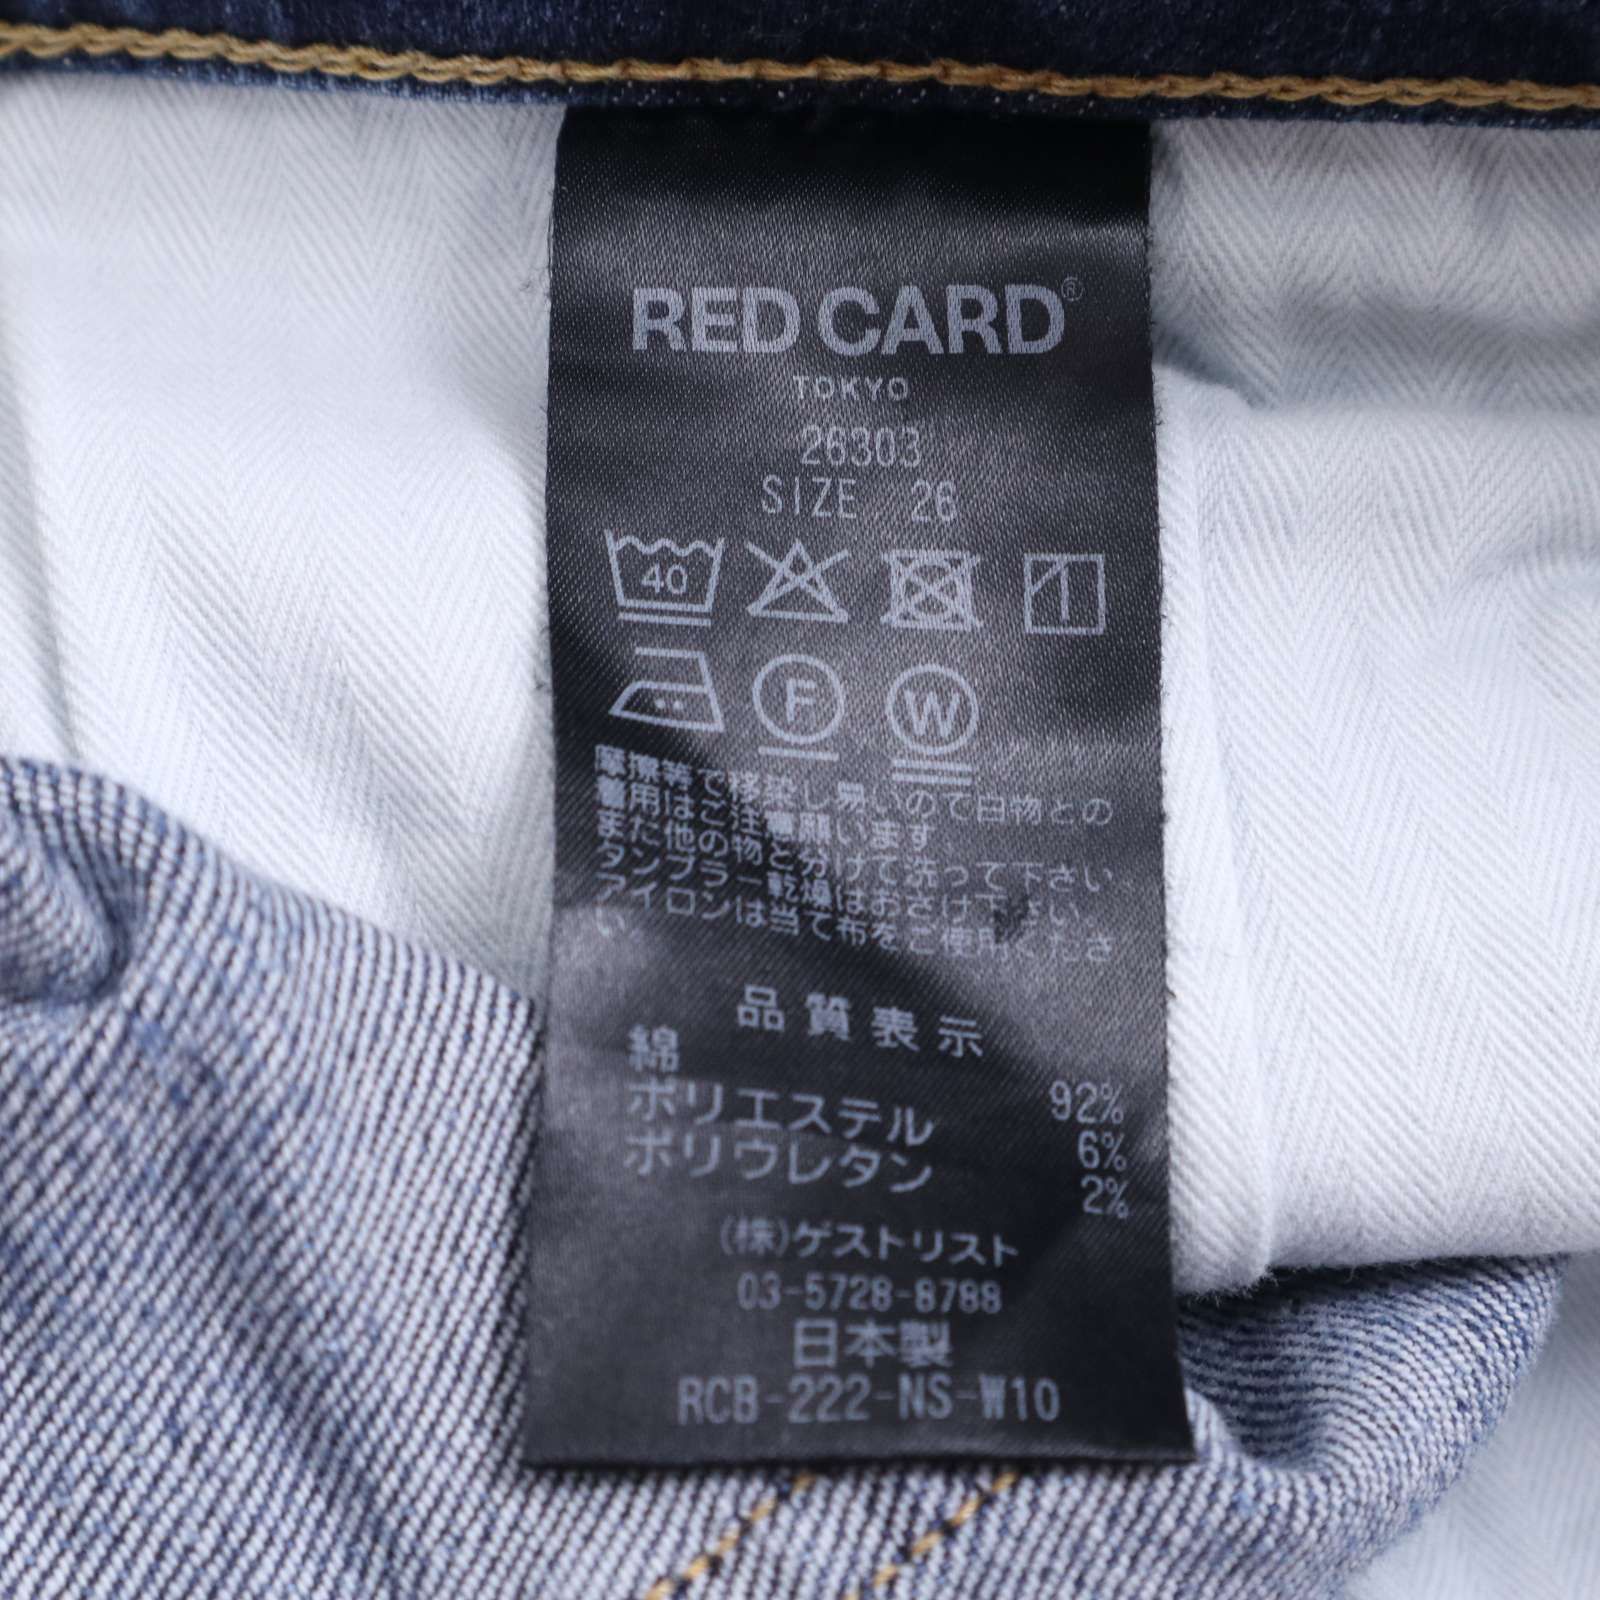 RED CARD®
TOKYO
26303
SIZE 26
40
F
W
摩擦等で移染し易いので白物との
着用はご注意願います。
また他の物と分けて洗って下さい。
タンブラー乾燥はおさけ下さい。
アイロンは当て布をご使用くださ
い。
品質表示
綿 92%
ポリエステル 6%
ポリウレタン 2%
(株)ゲストリスト
03-5728-8788
日本製
RCB-222-NS-W10